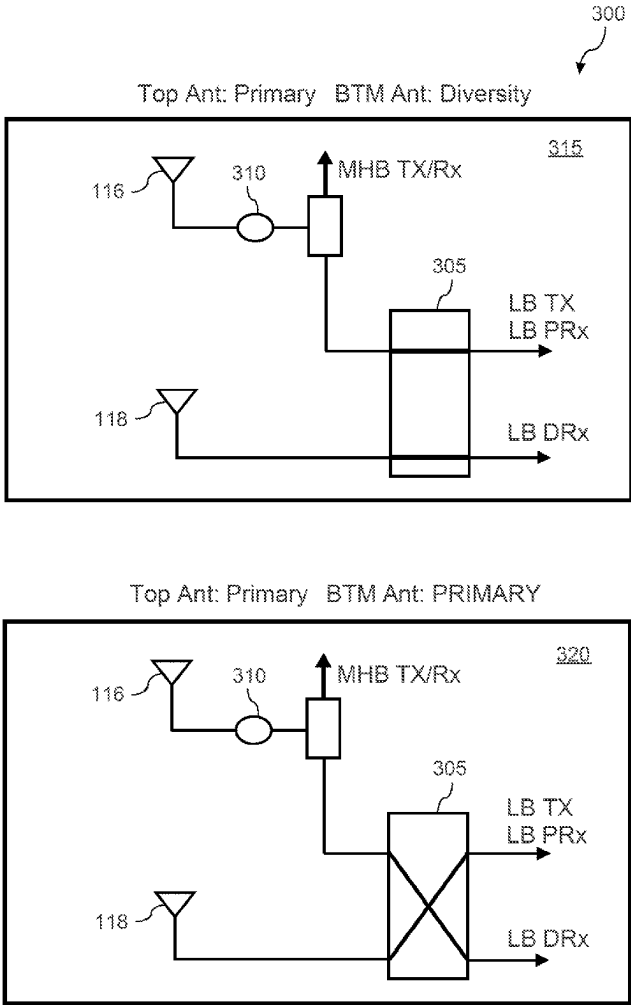 300
Top Ant: Primary BTM Ant: Diversity
315
116
310
MHB TX/Rx
305
LB TX
LB PRx
118
LB DRx
Top Ant: Primary BTM Ant: PRIMARY
320
116
310
MHB TX/Rx
305
LB TX
LB PRx
118
LB DRx